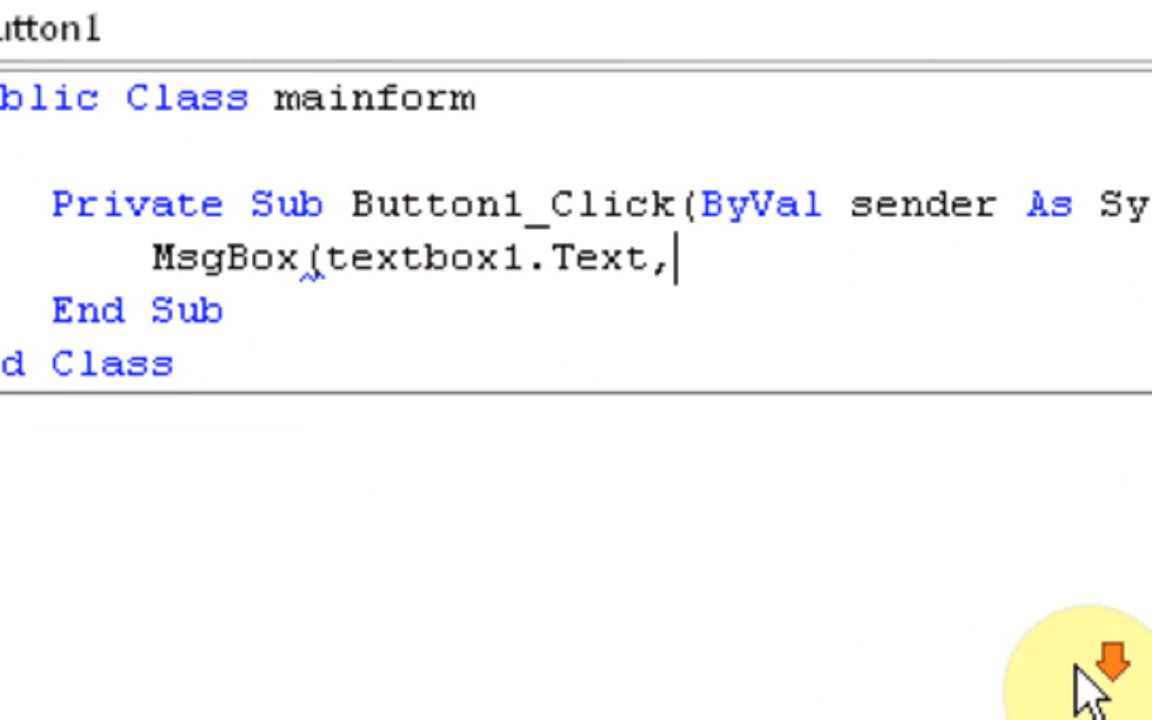 utton1
blic Class mainform
Private Sub Button1_Click(ByVal sender As Sy
MsgBox(textbox1.Text,
End Sub
d Class